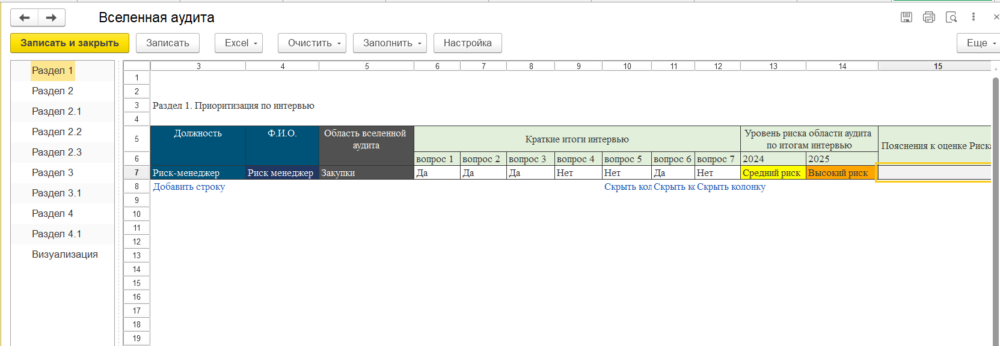 Вселенная аудита
Записать и закрыть Записать Excel Очистить Заполнить Настройка Еще
Раздел 1
Раздел 2
Раздел 2.1
Раздел 2.2
Раздел 2.3
Раздел 3
Раздел 3.1
Раздел 4
Раздел 4.1
Визуализация
3 4 5 6 7 8 9 10 11 12 13 14 15
1
2
3 Раздел 1. Приоритизация по интервью
4
5 Должность Ф.И.О. Область вселенной аудита Краткие итоги интервью Уровень риска области аудита по итогам интервью Пояснения к оценке Риска
6 вопрос 1 вопрос 2 вопрос 3 вопрос 4 вопрос 5 вопрос 6 вопрос 7 2024 2025
7 Риск-менеджер Риск менеджер Закупки Да Да Да Нет Нет Да Нет Средний риск Высокий риск
8 Добавить строку Скрыть кол Скрыть кс Скрыть колонку
9
10
11
12
13
14
15
16
17
18
19